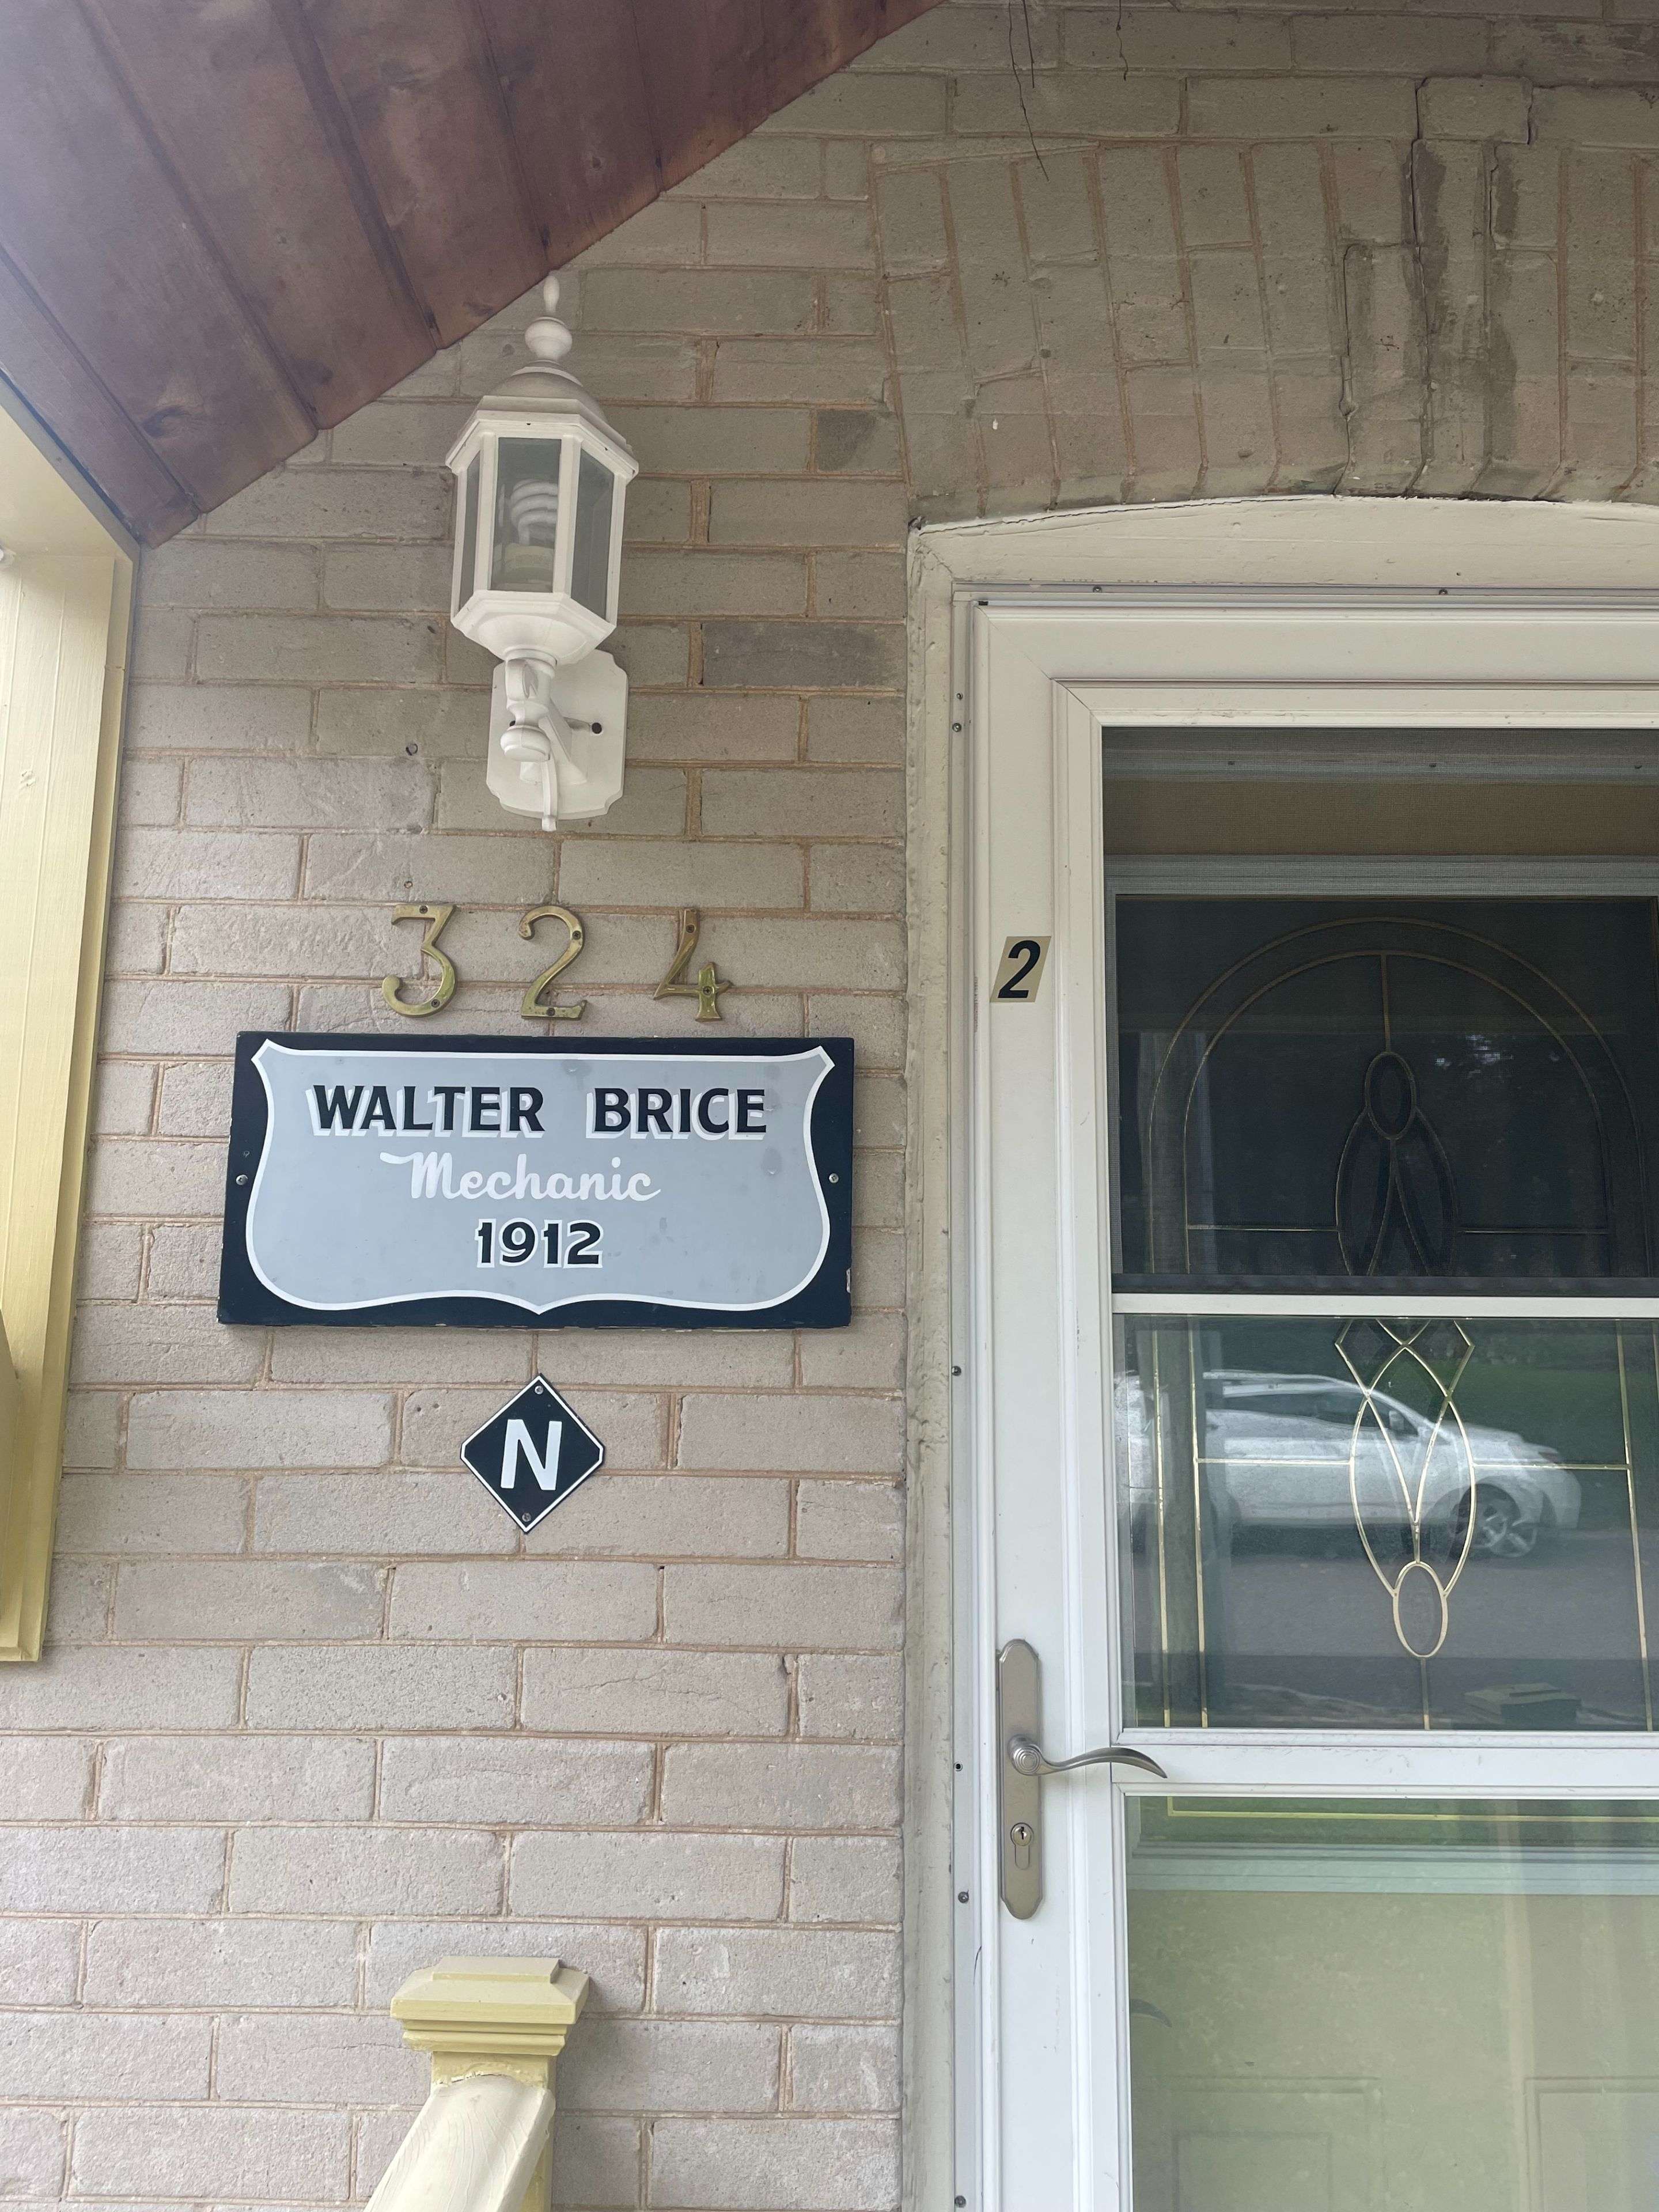 324
2
WALTER BRICE
Mechanic
1912
N